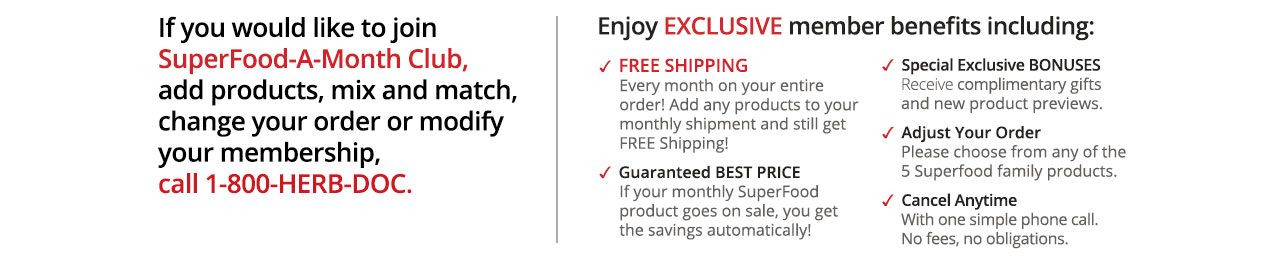 If you would like to join
SuperFood-A-Month Club,
add products, mix and match,
change your order or modify
your membership,
call 1-800-HERB-DOC.
Enjoy EXCLUSIVE member benefits including:
✓ FREE SHIPPING
Every month on your entire
order! Add any products to your
monthly shipment and still get
FREE Shipping!
✓ Guaranteed BEST PRICE
If your monthly SuperFood
product goes on sale, you get
the savings automatically!
✓ Special Exclusive BONUSES
Receive complimentary gifts
and new product previews.
✓ Adjust Your Order
Please choose from any of the
5 Superfood family products.
✓ Cancel Anytime
With one simple phone call.
No fees, no obligations.